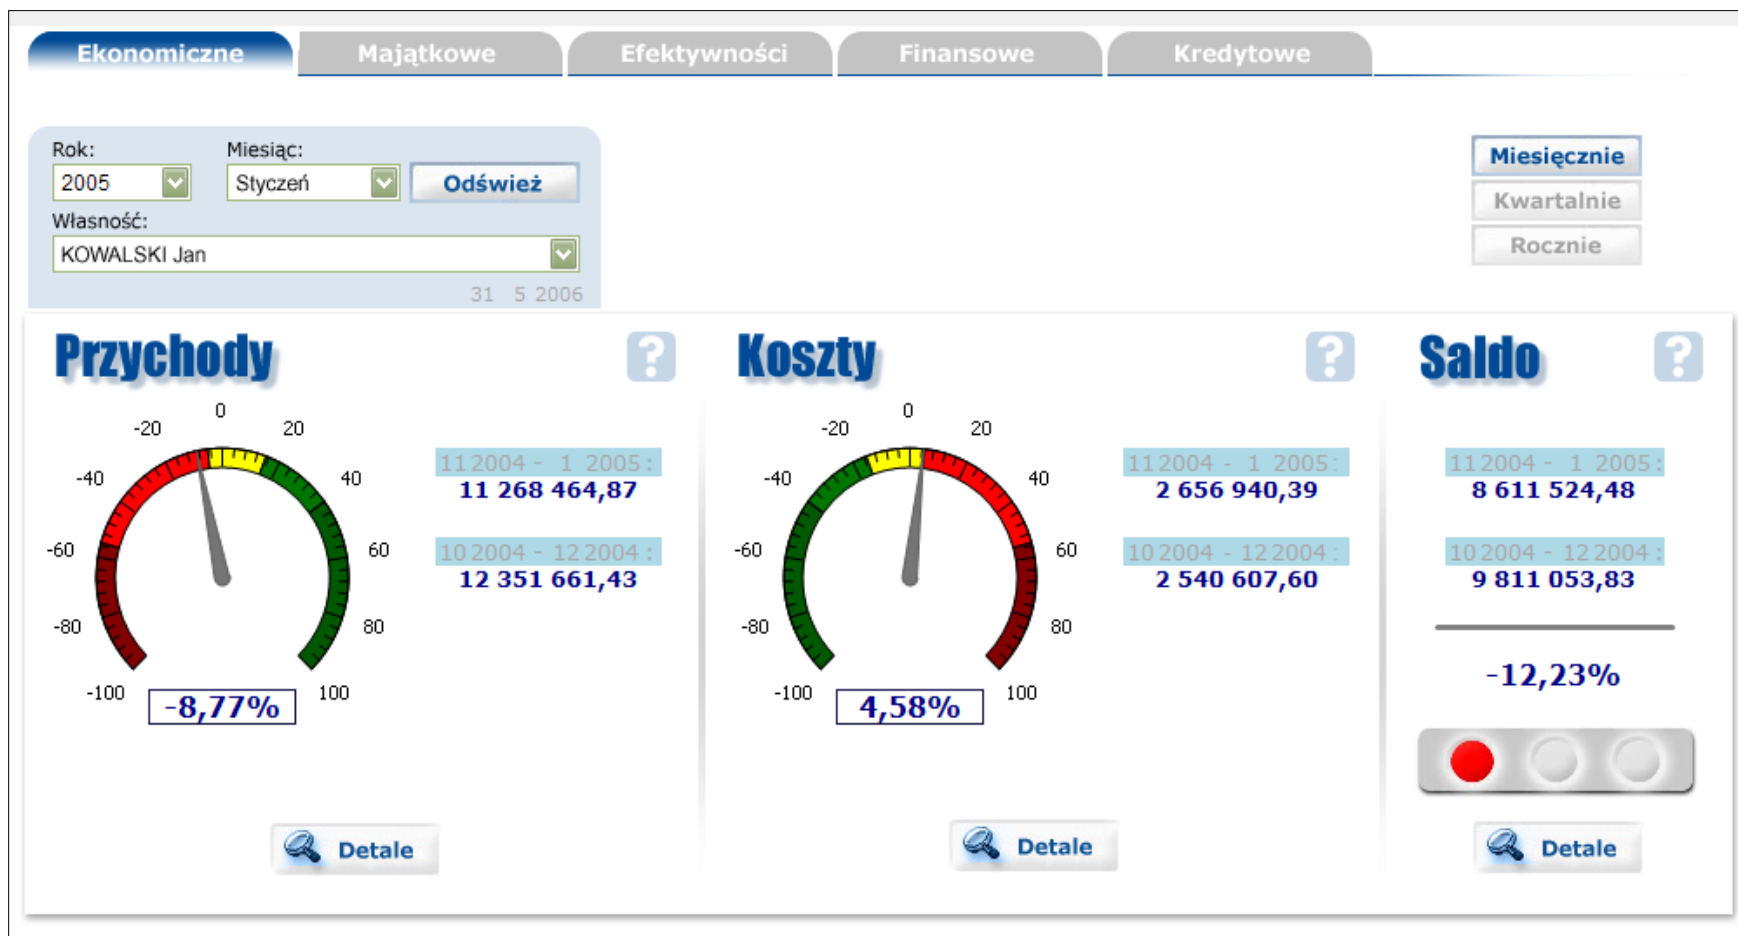 Ekonomiczne Majątkowe Efektywności Finansowe Kredytowe
Rok: Miesiąc:
2005 Styczeń Odśwież
Własność:
KOWALSKI Jan
31 5 2006
Miesięcznie
Kwartalnie
Rocznie
Przychody ?
0
-20 20
-40 40
-60 60
-80 80
-100 100
-8,77%
11 2004 - 1 2005:
11 268 464,87
10 2004 - 12 2004:
12 351 661,43
Detale
Koszty ?
0
-20 20
-40 40
-60 60
-80 80
-100 100
4,58%
11 2004 - 1 2005:
2 656 940,39
10 2004 - 12 2004:
2 540 607,60
Detale
Saldo ?
11 2004 - 1 2005:
8 611 524,48
10 2004 - 12 2004:
9 811 053,83
-12,23%
Detale